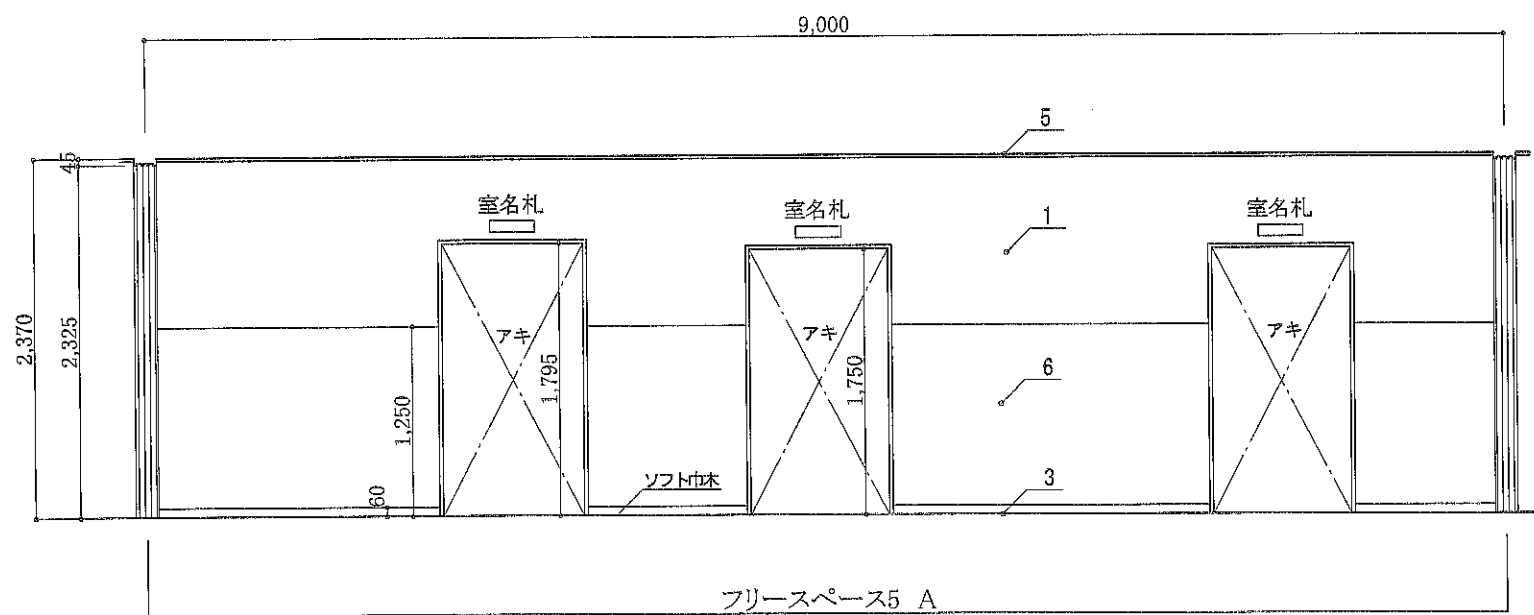 9,000
5
45
室名札
室名札
室名札
1
2,370
2,325
アキ
アキ
アキ
1,795
1,750
1,250
6
60
ソフト巾木
3
フリースペース5 A